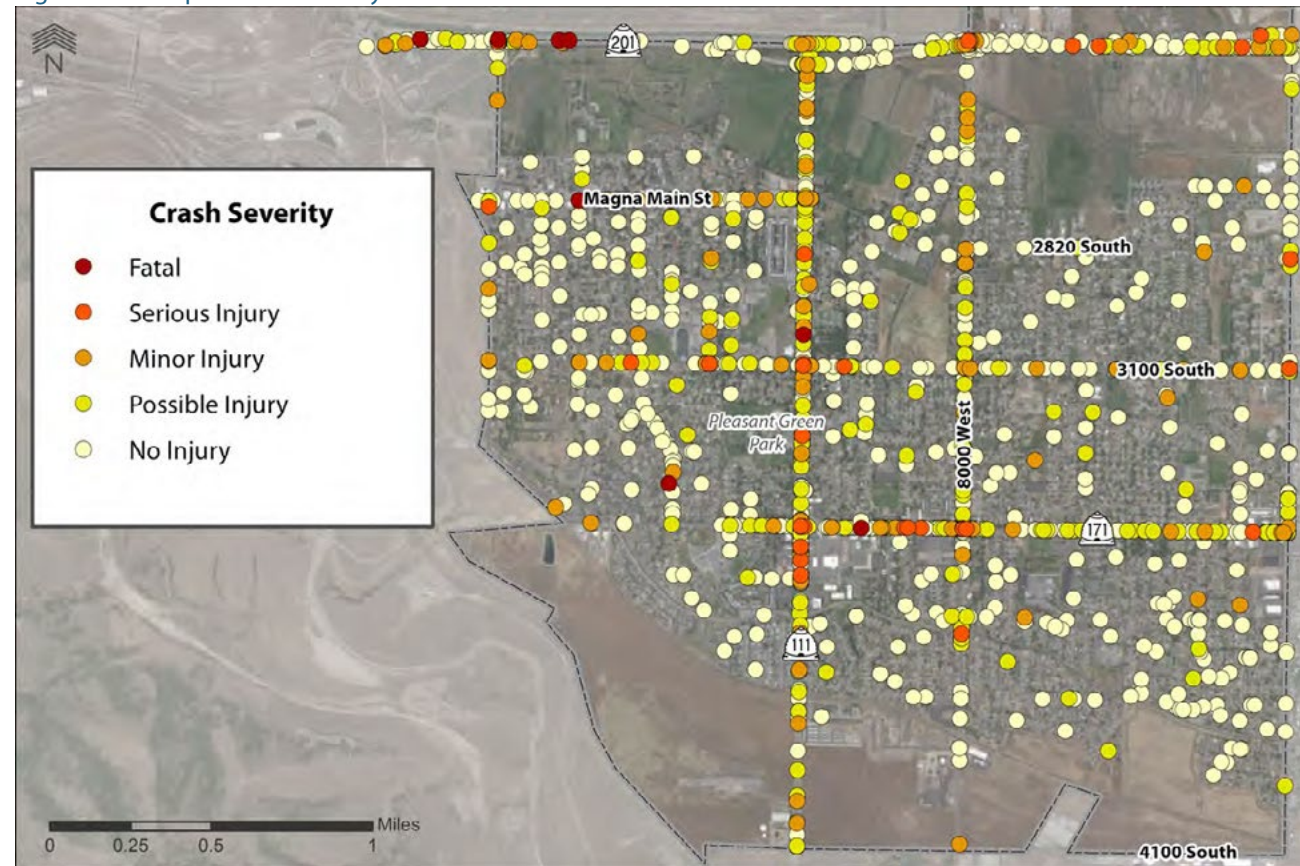 N
201
Crash Severity
Fatal
Serious Injury
Minor Injury
Possible Injury
No Injury
Magna Main St
2820 South
3100 South
Pleasant Green
Park
8000 West
171
111
Miles
0 0.25 0.5 1
4100 South